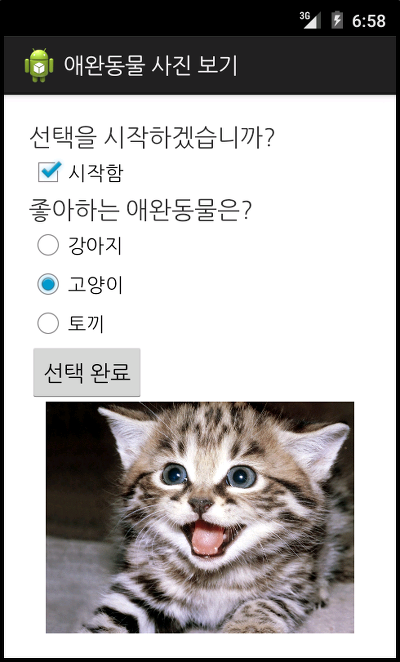 3G 6:58
애완동물 사진 보기
선택을 시작하겠습니까?
시작함
좋아하는 애완동물은?
강아지
고양이
토끼
선택 완료